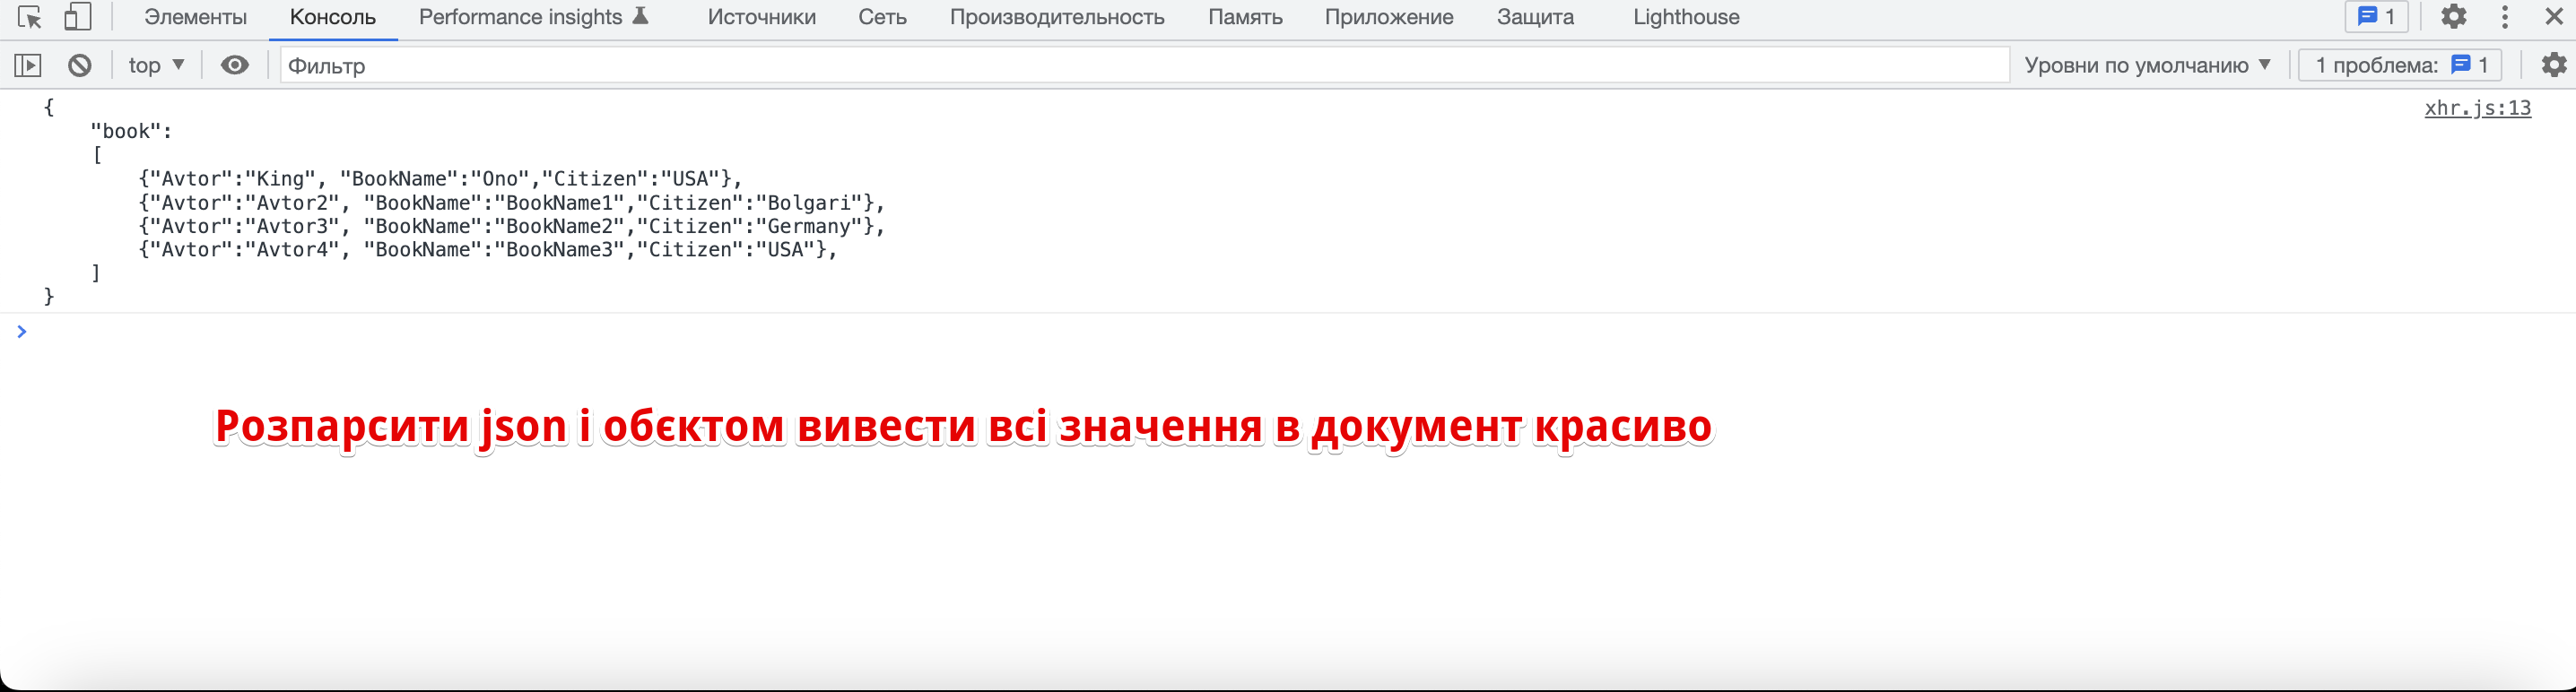 Элементы Консоль Performance insights Источники Сеть Производительность Память Приложение Защита Lighthouse 1
top Фильтр Уровни по умолчанию 1 проблема: 1
{ xhr.js:13
"book":
[
{"Avtor":"King", "BookName":"Ono","Citizen":"USA"},
{"Avtor":"Avtor2", "BookName":"BookName1","Citizen":"Bolgari"},
{"Avtor":"Avtor3", "BookName":"BookName2","Citizen":"Germany"},
{"Avtor":"Avtor4", "BookName":"BookName3","Citizen":"USA"},
]
}
Розпарсити json і обєктом вивести всі значення в документ красиво